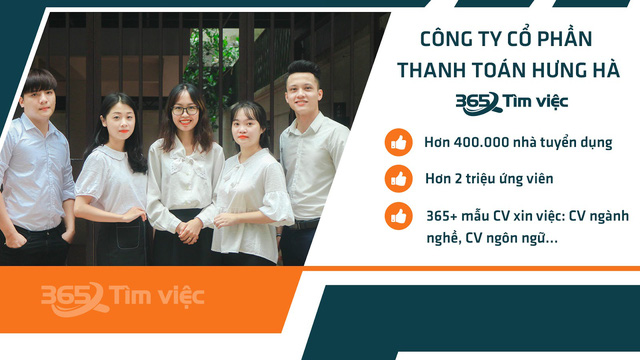 CÔNG TY CỔ PHẦN
THANH TOÁN HƯNG HÀ
365 Tìm việc
Hơn 400.000 nhà tuyển dụng
Hơn 2 triệu ứng viên
365+ mẫu CV xin việc: CV ngành
nghề, CV ngôn ngữ...
365 Tìm việc